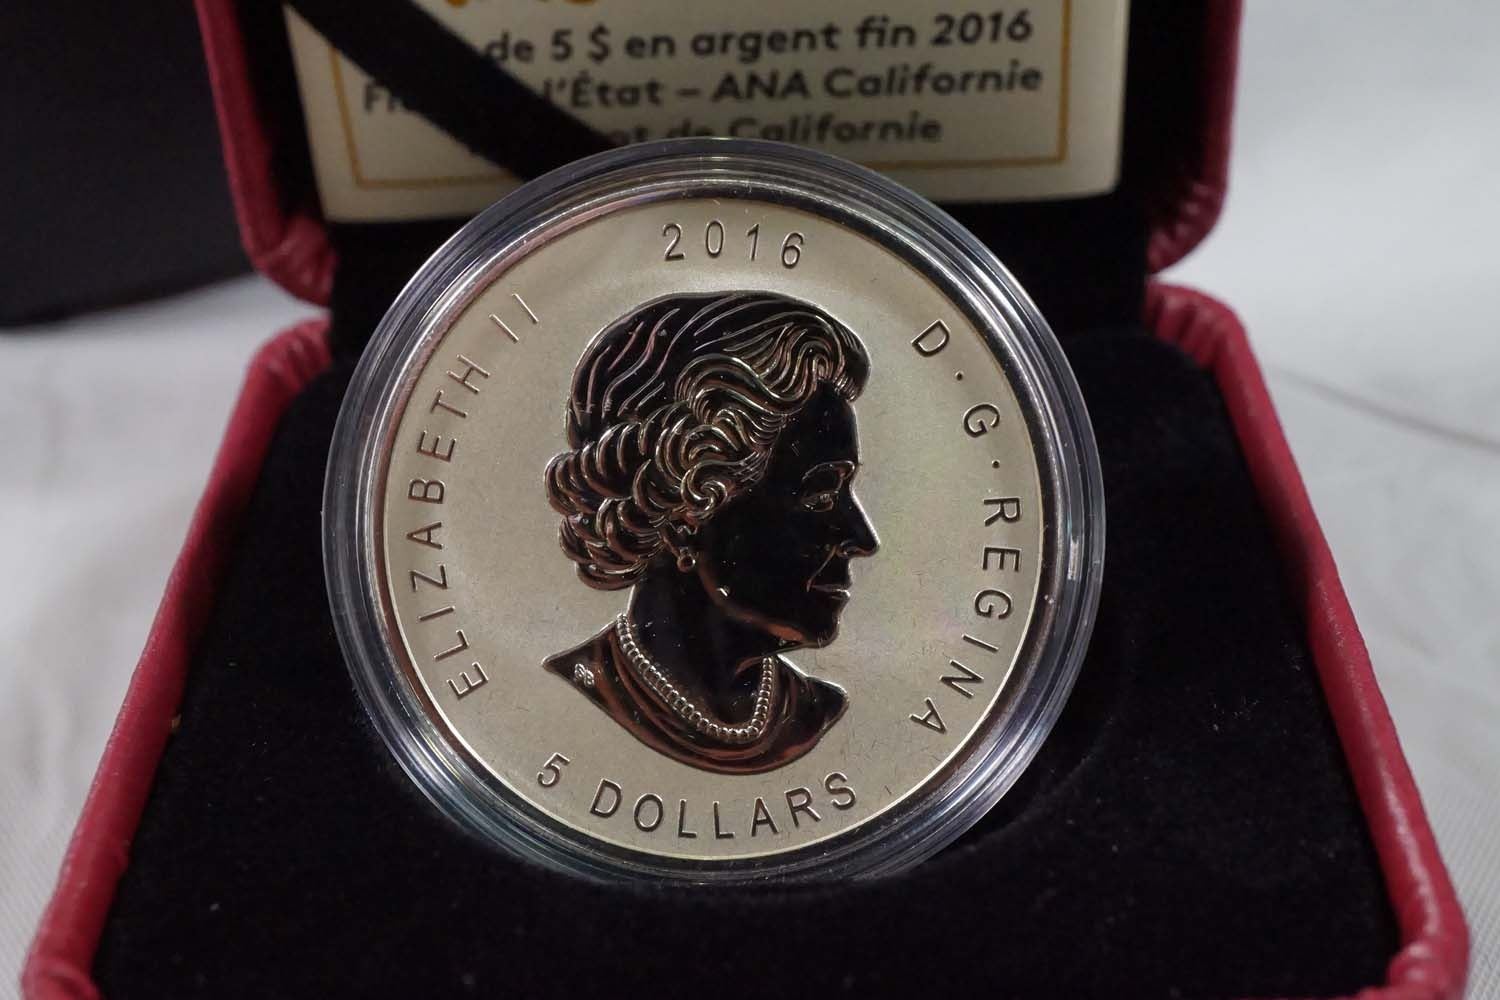 de 5 $ en argent fin 2016
l'État – ANA Californie
de Californie
2016
ELIZABETH II
D·G·REGINA
5 DOLLARS